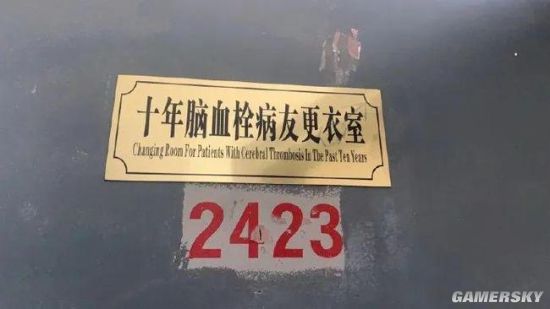 十年脑血栓病友更衣室
Changing Room For Patients With Cerebral Thrombosis In The Past Ten Years
2423
GAMERSKY